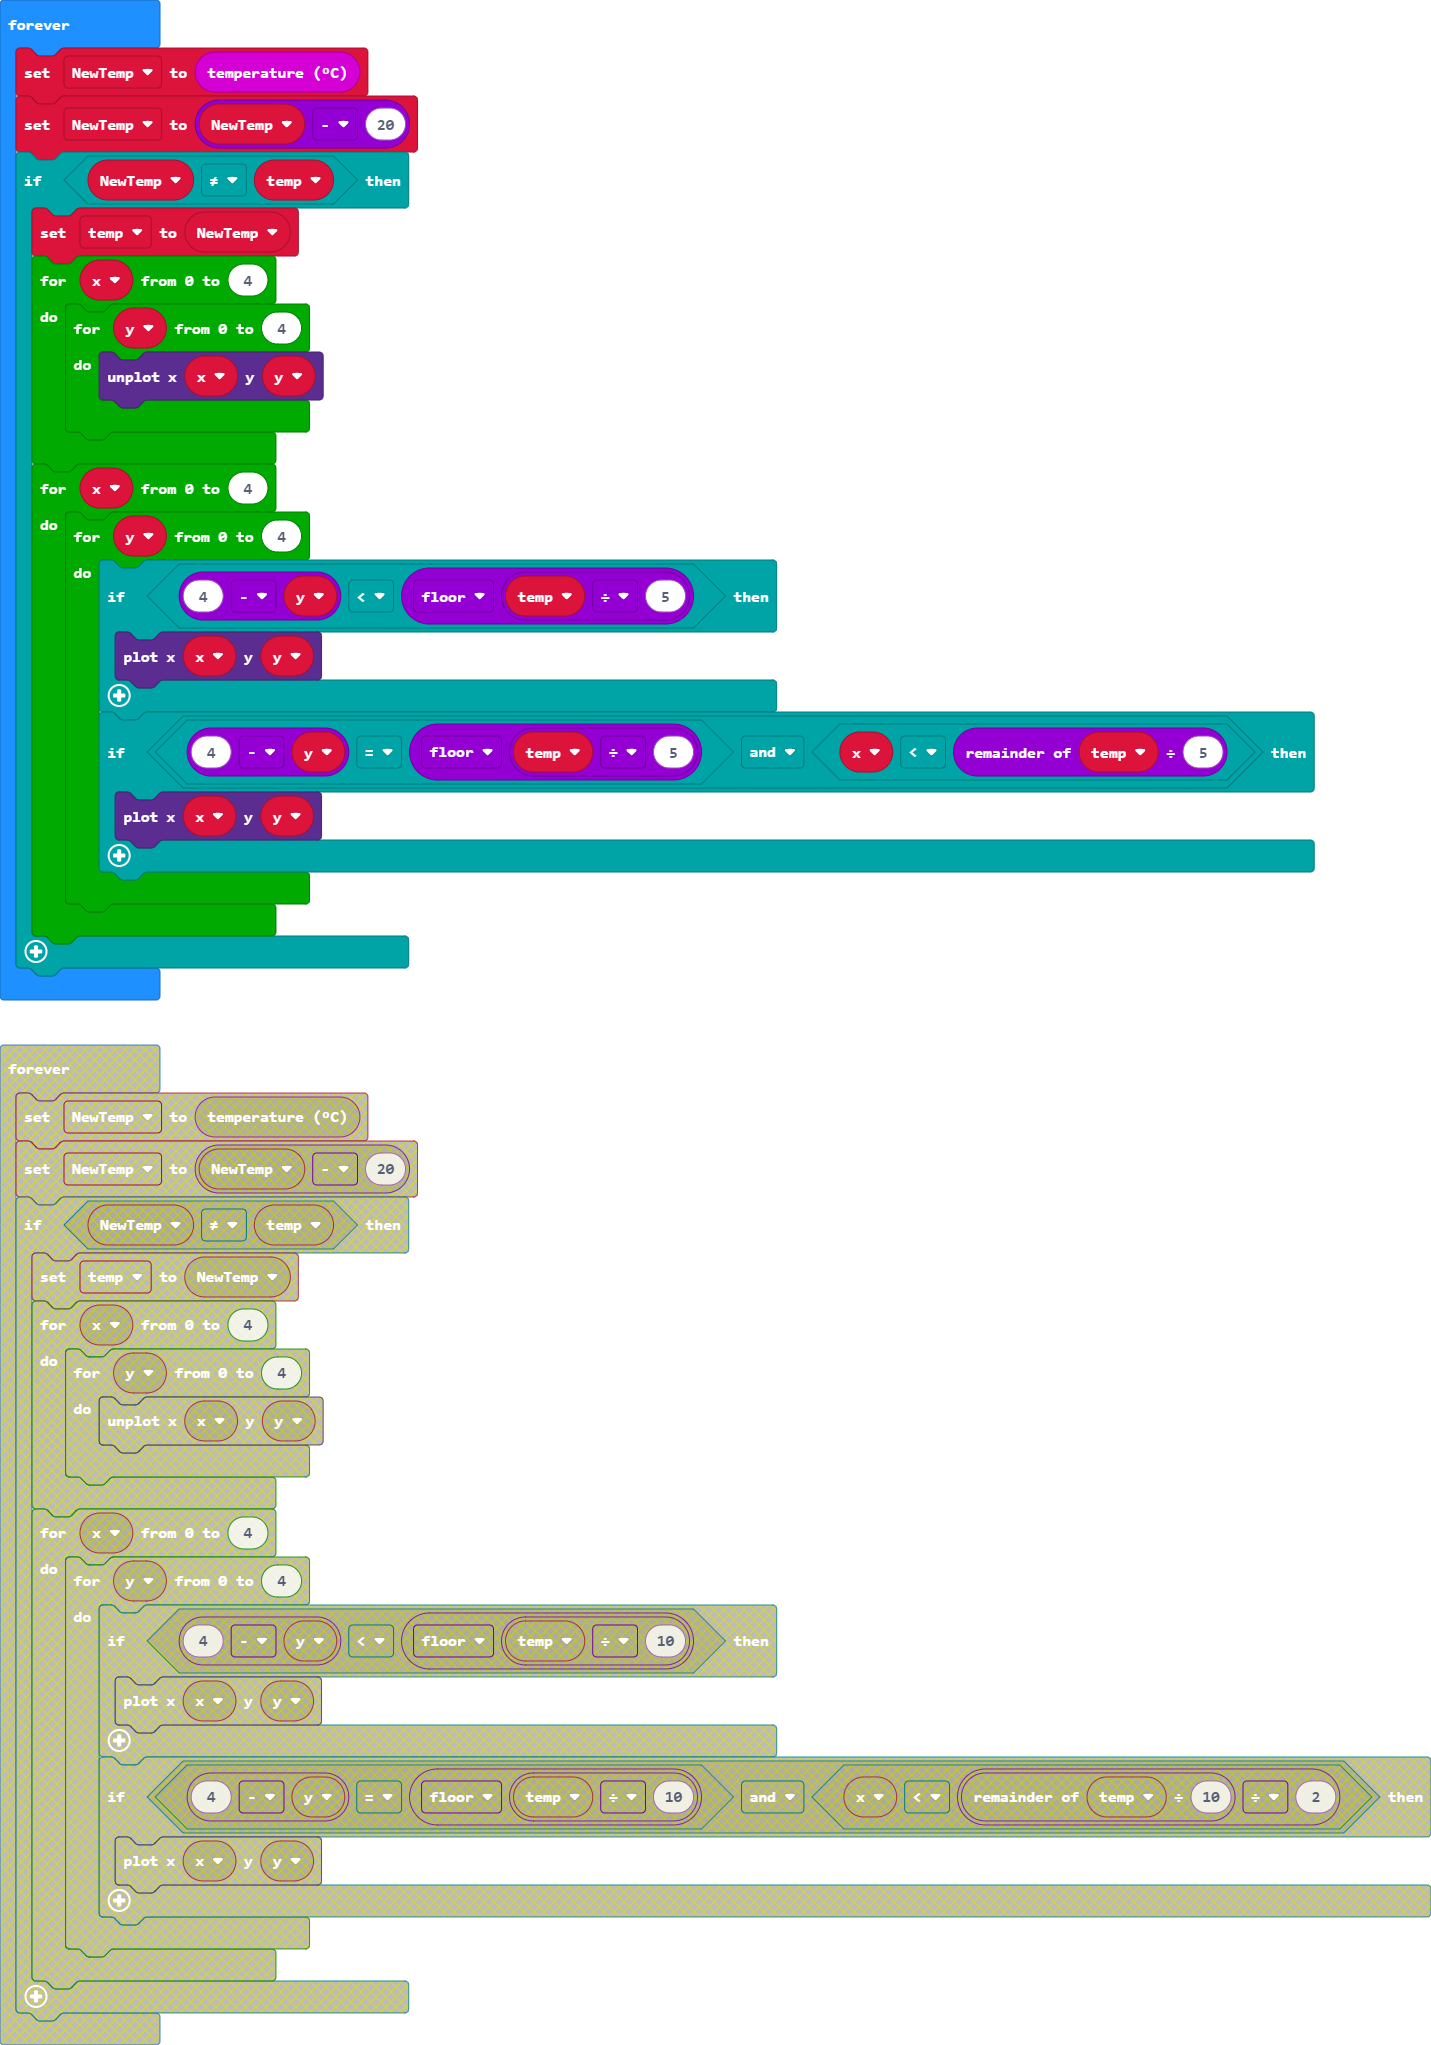 forever
set NewTemp to temperature (ºC)
set NewTemp to NewTemp - 20
if NewTemp ≠ temp then
set temp to NewTemp
for x from 0 to 4
do
for y from 0 to 4
do
unplot x x y y
for x from 0 to 4
do
for y from 0 to 4
do
if 4 - y < floor temp ÷ 5 then
plot x x y y
if 4 - y = floor temp ÷ 5 and x < remainder of temp ÷ 5 then
plot x x y y
forever
set NewTemp to temperature (ºC)
set NewTemp to NewTemp - 20
if NewTemp ≠ temp then
set temp to NewTemp
for x from 0 to 4
do
for y from 0 to 4
do
unplot x x y y
for x from 0 to 4
do
for y from 0 to 4
do
if 4 - y < floor temp ÷ 10 then
plot x x y y
if 4 - y = floor temp ÷ 10 and x < remainder of temp ÷ 10 ÷ 2 then
plot x x y y